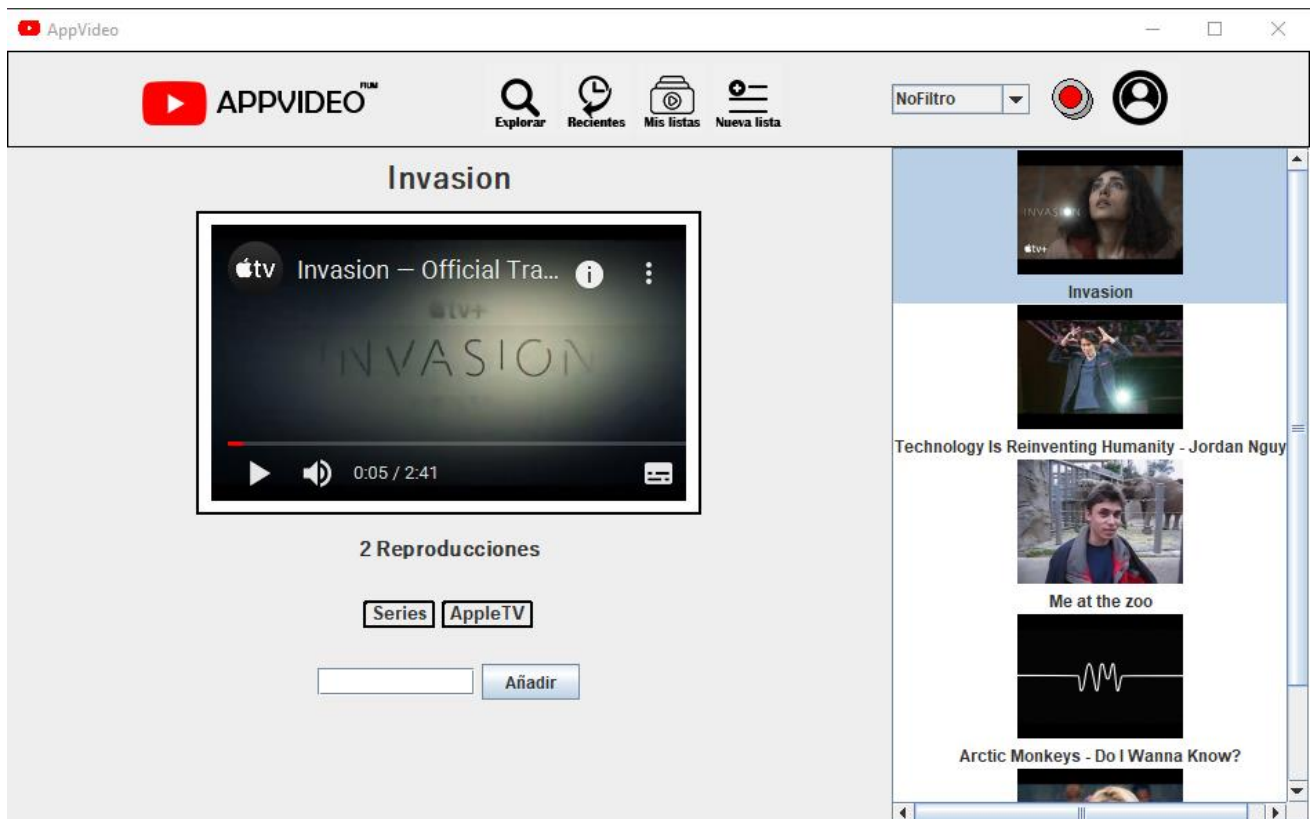 AppVideo
APPVIDEO
Explorar
Recientes
Mis listas
Nueva lista
NoFiltro
Invasion
tv
Invasion — Official Tra...
i
tv+
INVASION
0:05 / 2:41
2 Reproducciones
Series
AppleTV
Añadir
INVASION
tv+
Invasion
Technology Is Reinventing Humanity - Jordan Nguy
Me at the zoo
Arctic Monkeys - Do I Wanna Know?